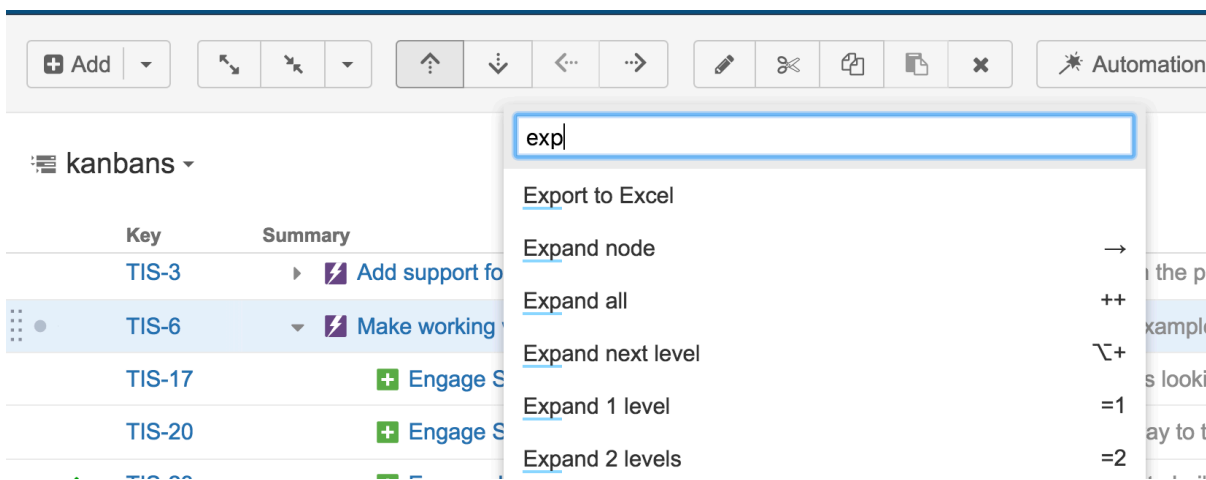 Add
Automation
exp
kanbans
Export to Excel
Key Summary
Expand node →
TIS-3 Add support fo the p
Expand all ++
TIS-6 Make working
Expand next level ⌥+
TIS-17 Engage S s looki
Expand 1 level =1
TIS-20 Engage S ay to t
Expand 2 levels =2